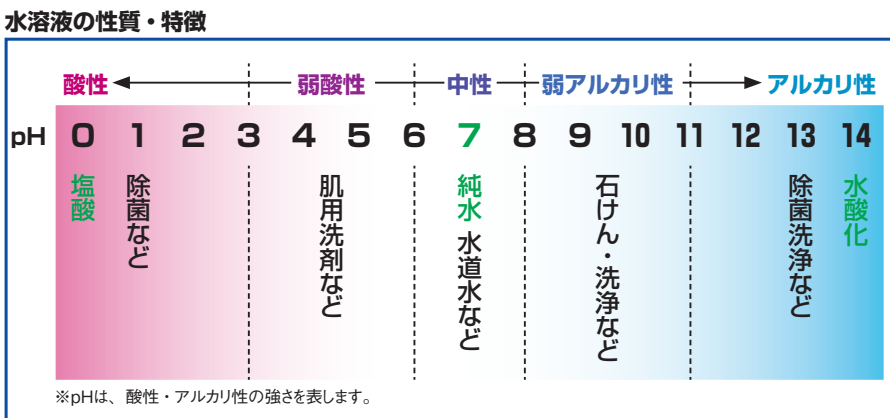 水溶液の性質・特徴
酸性 弱酸性 中性 弱アルカリ性 アルカリ性
pH 0 1 2 3 4 5 6 7 8 9 10 11 12 13 14
塩酸
除菌など
肌用洗剤など
純水 水道水など
石けん・洗浄など
除菌洗浄など
水酸化
※pHは、酸性・アルカリ性の強さを表します。